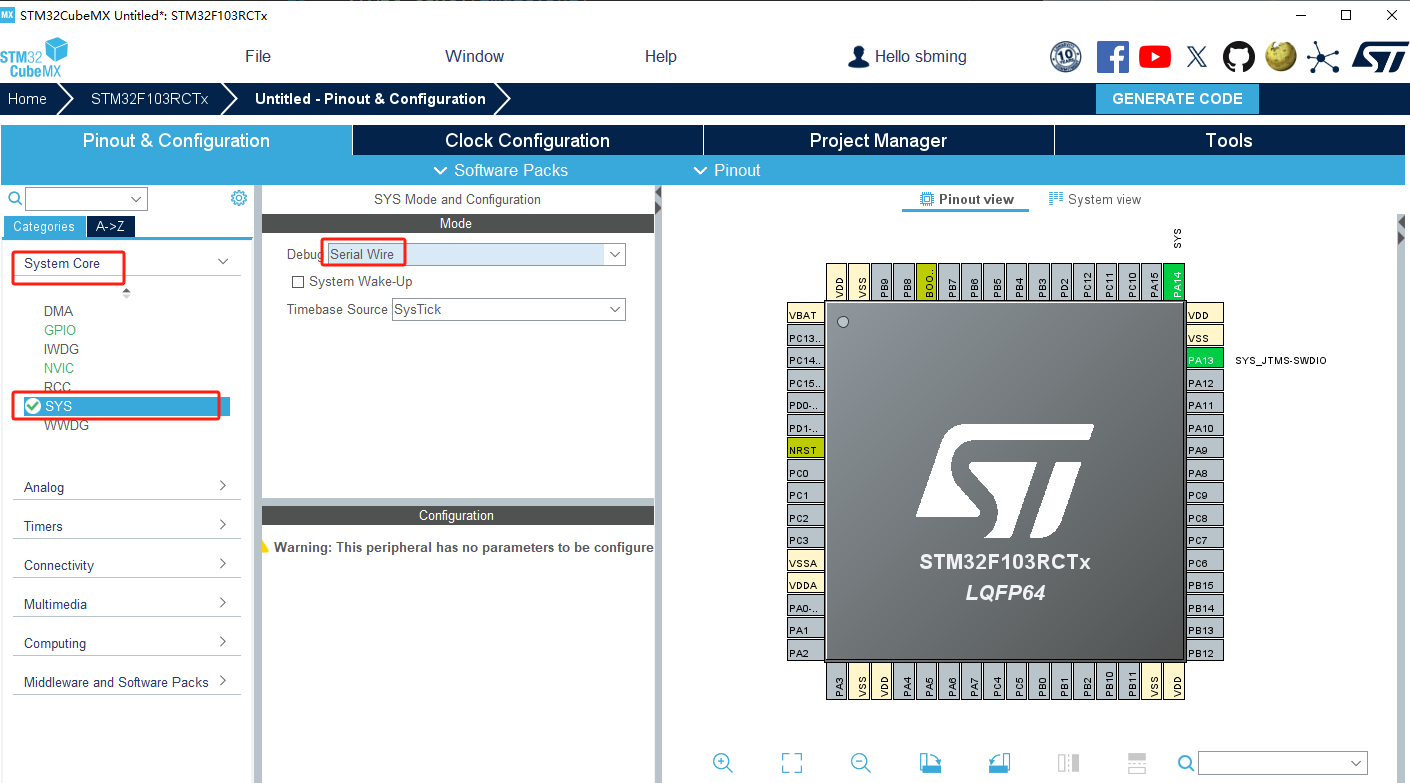 STM32CubeMX Untitled*: STM32F103RCTx
STM32 CubeMX
File
Window
Help
Hello sbming
10 YEARS
Home
STM32F103RCTx
Untitled - Pinout & Configuration
GENERATE CODE
Pinout & Configuration
Clock Configuration
Project Manager
Tools
Software Packs
Pinout
Categories
A->Z
System Core
DMA
GPIO
IWDG
NVIC
RCC
SYS
WWDG
Analog
Timers
Connectivity
Multimedia
Computing
Middleware and Software Packs
SYS Mode and Configuration
Mode
Debug
Serial Wire
System Wake-Up
Timebase Source
SysTick
Configuration
Warning: This peripheral has no parameters to be configure
Pinout view
System view
SYS
VDD
VSS
PB9
PB8
BOO..
PB7
PB6
PB5
PB4
PB3
PD2
PC12
PC11
PC10
PA15
PA14
VBAT
PC13..
PC14..
PC15..
PD0-..
PD1-..
NRST
PC0
PC1
PC2
PC3
VSSA
VDDA
PA0-..
PA1
PA2
ST
STM32F103RCTx
LQFP64
VDD
VSS
PA13
SYS_JTMS-SWDIO
PA12
PA11
PA10
PA9
PA8
PC9
PC8
PC7
PC6
PB15
PB14
PB13
PB12
PA3
VSS
VDD
PA4
PA5
PA6
PA7
PC4
PC5
PB0
PB1
PB2
PB10
PB11
VSS
VDD